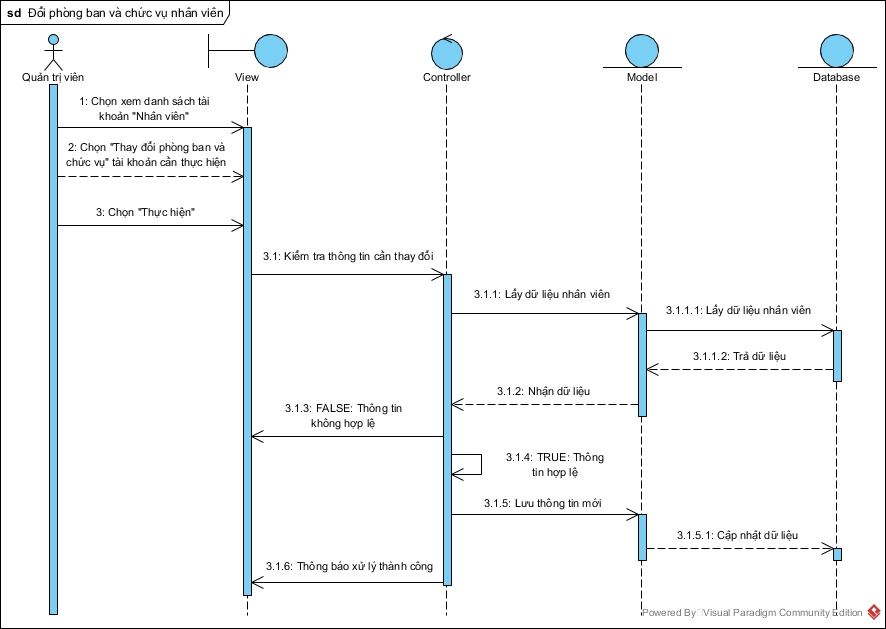 sd Đổi phòng ban và chức vụ nhân viên
Quản trị viên
View
Controller
Model
Database
1: Chọn xem danh sách tài
khoản "Nhân viên"
2: Chọn "Thay đổi phòng ban và
chức vụ" tài khoản cần thực hiện
3: Chọn "Thực hiện"
3.1: Kiểm tra thông tin cần thay đổi
3.1.1: Lấy dữ liệu nhân viên
3.1.1.1: Lấy dữ liệu nhân viên
3.1.1.2: Trả dữ liệu
3.1.2: Nhận dữ liệu
3.1.3: FALSE: Thông tin
không hợp lệ
3.1.4: TRUE: Thông
tin hợp lệ
3.1.5: Lưu thông tin mới
3.1.5.1: Cập nhật dữ liệu
3.1.6: Thông báo xử lý thành công
Powered By Visual Paradigm Community Edition